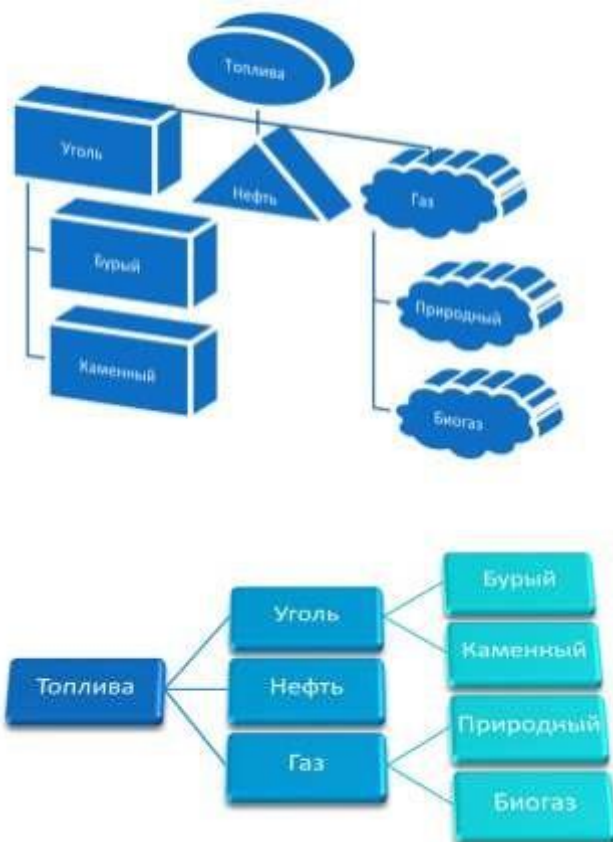 Топлива
Уголь
Нефть
Газ
Бурый
Природный
Каменный
Биогаз
Бурый
Уголь
Каменный
Топлива
Нефть
Природный
Газ
Биогаз